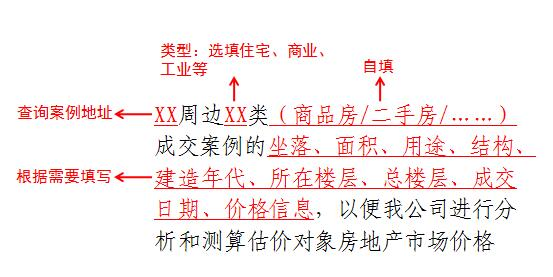 类型：选填住宅、商业、
工业等
自填
查询案例地址
XX周边XX类（商品房/二手房/……）
成交案例的坐落、面积、用途、结构、
根据需要填写
建造年代、所在楼层、总楼层、成交
日期、价格信息，以便我公司进行分
析和测算估价对象房地产市场价格